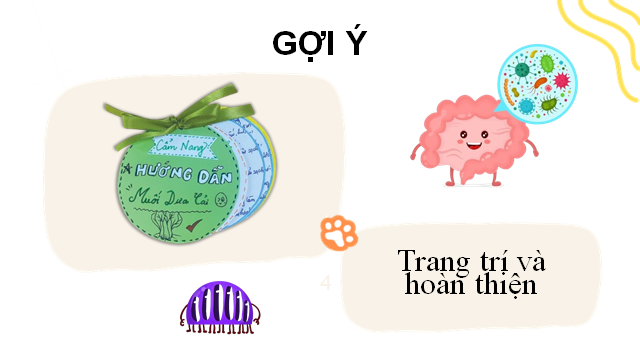 GỢI Ý
Cẩm Nang
HƯỚNG DẪN
Muối Dưa Cải
4
Trang trí và
hoàn thiện